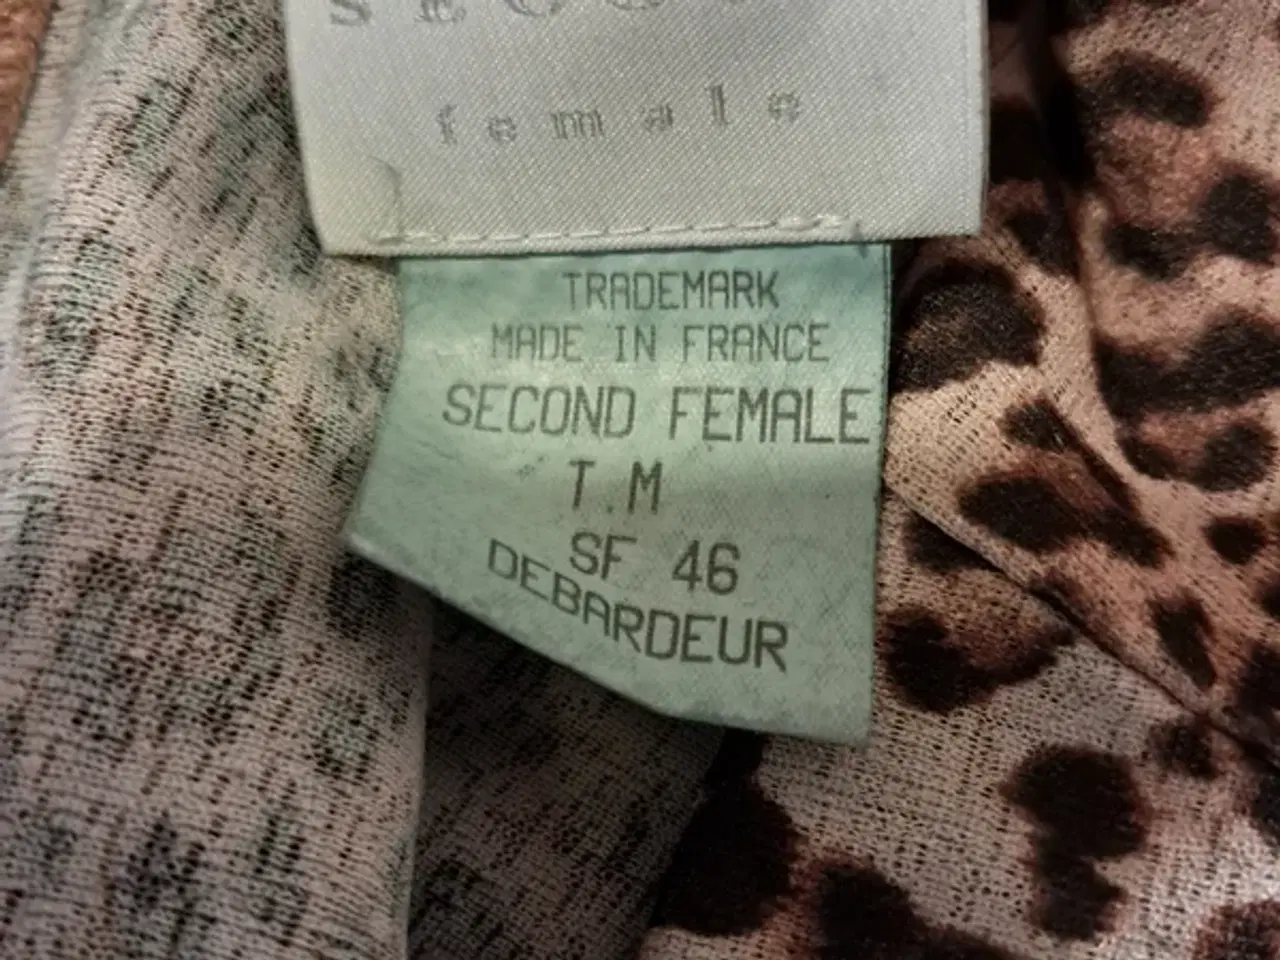 female
TRADEMARK
MADE IN FRANCE
SECOND FEMALE
T.M
SF 46
DEBARDEUR